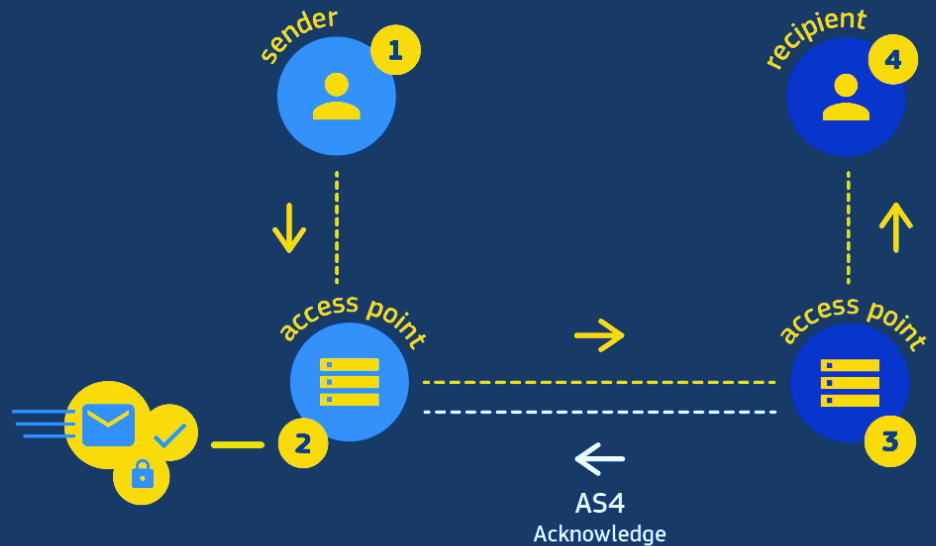 sender
1
recipient
4
access point
2
access point
3
AS4
Acknowledge